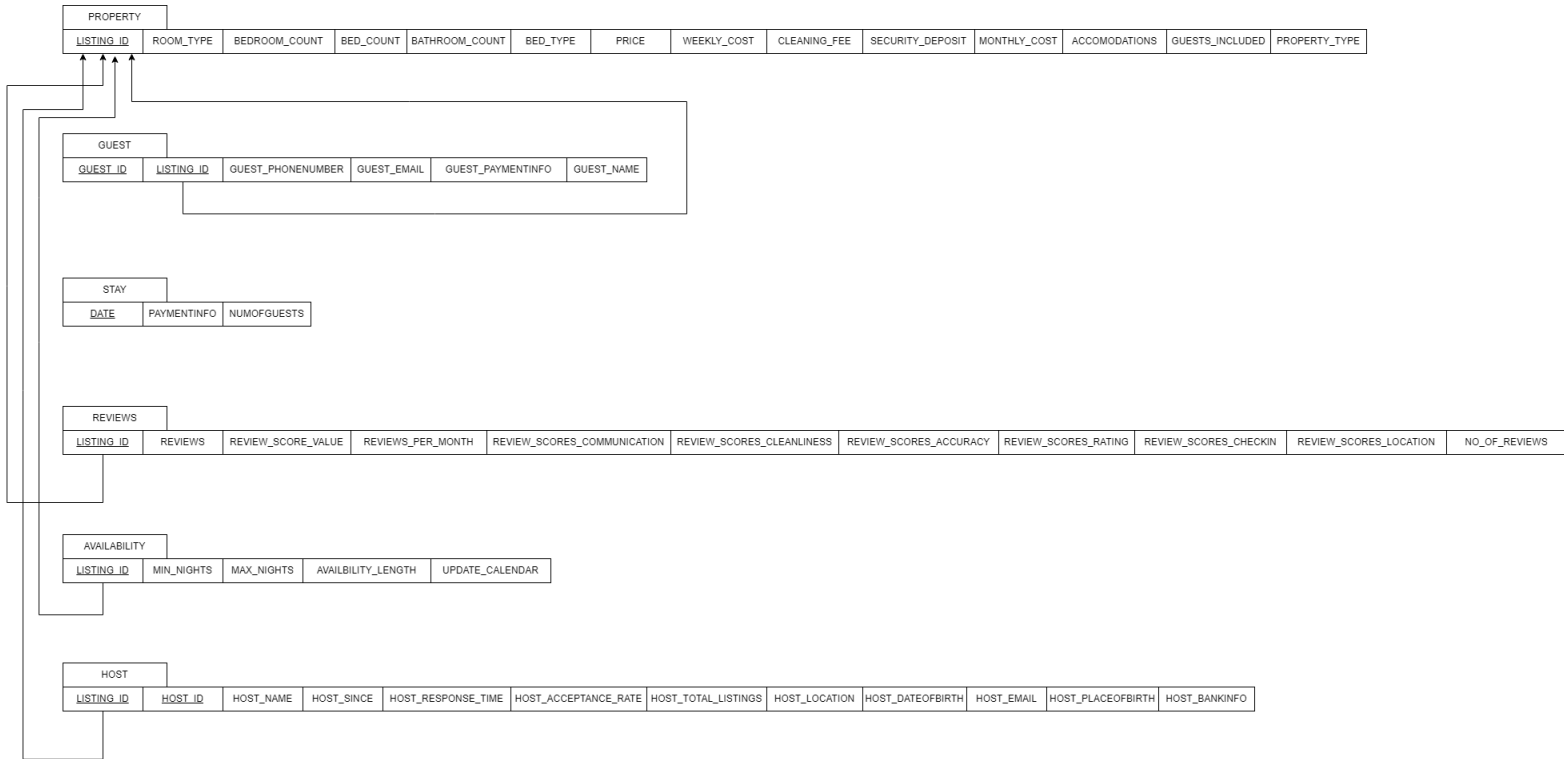 PROPERTY
LISTING_ID ROOM_TYPE BEDROOM_COUNT BED_COUNT BATHROOM_COUNT BED_TYPE PRICE WEEKLY_COST CLEANING_FEE SECURITY_DEPOSIT MONTHLY_COST ACCOMODATIONS GUESTS_INCLUDED PROPERTY_TYPE
GUEST
GUEST_ID LISTING_ID GUEST_PHONENUMBER GUEST_EMAIL GUEST_PAYMENTINFO GUEST_NAME
STAY
DATE PAYMENTINFO NUMOFGUESTS
REVIEWS
LISTING_ID REVIEWS REVIEW_SCORE_VALUE REVIEWS_PER_MONTH REVIEW_SCORES_COMMUNICATION REVIEW_SCORES_CLEANLINESS REVIEW_SCORES_ACCURACY REVIEW_SCORES_RATING REVIEW_SCORES_CHECKIN REVIEW_SCORES_LOCATION NO_OF_REVIEWS
AVAILABILITY
LISTING_ID MIN_NIGHTS MAX_NIGHTS AVAILBILITY_LENGTH UPDATE_CALENDAR
HOST
LISTING_ID HOST_ID HOST_NAME HOST_SINCE HOST_RESPONSE_TIME HOST_ACCEPTANCE_RATE HOST_TOTAL_LISTINGS HOST_LOCATION HOST_DATEOFBIRTH HOST_EMAIL HOST_PLACEOFBIRTH HOST_BANKINFO